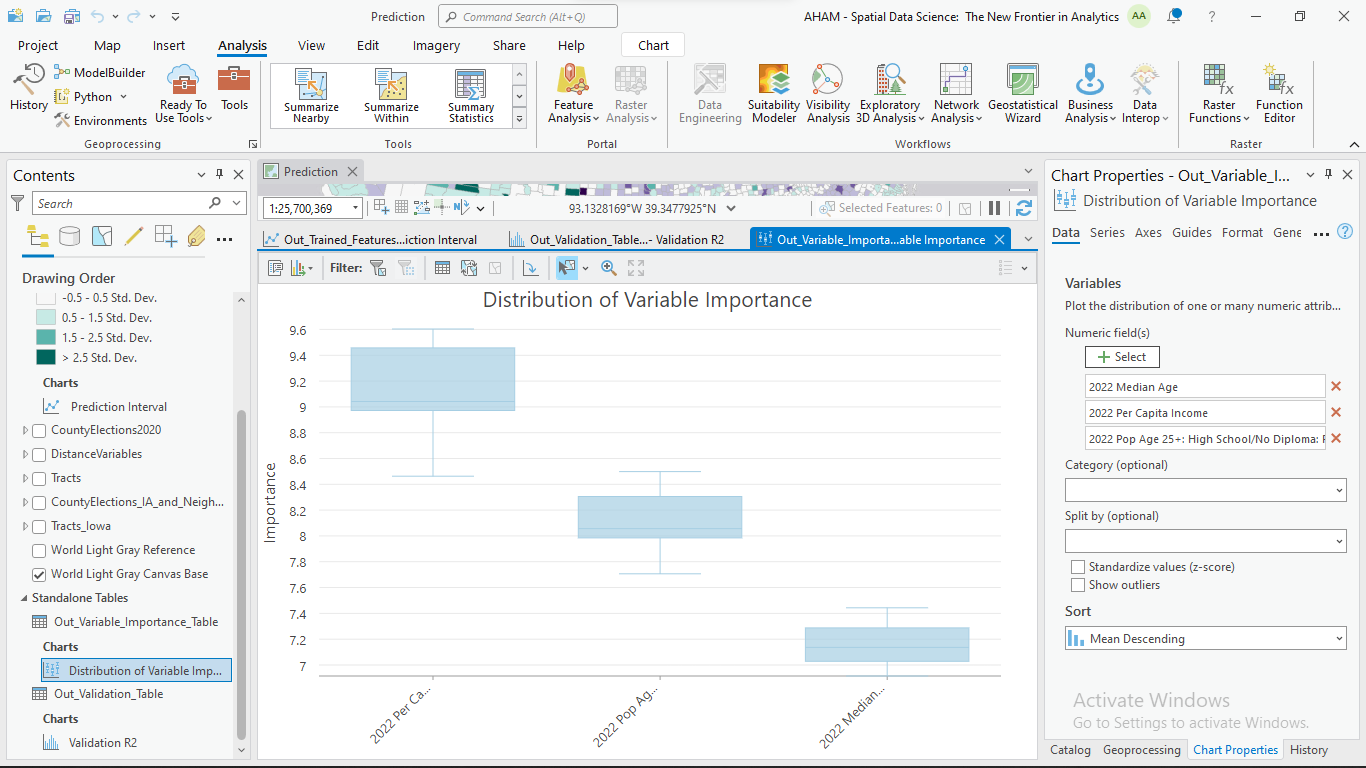 Prediction
Command Search (Alt+Q)
AHAM - Spatial Data Science: The New Frontier in Analytics
AA
?
Project
Map
Insert
Analysis
View
Edit
Imagery
Share
Help
Chart
History
ModelBuilder
Python
Environments
Ready To Use Tools
Tools
Summarize Nearby
Summarize Within
Summary Statistics
Feature Analysis
Raster Analysis
Data Engineering
Suitability Modeler
Visibility Analysis
Exploratory 3D Analysis
Network Analysis
Geostatistical Wizard
Business Analysis
Data Interop
Raster Functions
Function Editor
Geoprocessing
Tools
Portal
Workflows
Raster
Contents
Search
Drawing Order
-0.5 - 0.5 Std. Dev.
0.5 - 1.5 Std. Dev.
1.5 - 2.5 Std. Dev.
> 2.5 Std. Dev.
Charts
Prediction Interval
CountyElections2020
DistanceVariables
Tracts
CountyElections_IA_and_Neigh...
Tracts_Iowa
World Light Gray Reference
World Light Gray Canvas Base
Standalone Tables
Out_Variable_Importance_Table
Charts
Distribution of Variable Imp...
Out_Validation_Table
Charts
Validation R2
Prediction
1:25,700,369
93.1328169°W 39.3477925°N
Selected Features: 0
Out_Trained_Features...iction Interval
Out_Validation_Table...- Validation R2
Out_Variable_Importa...able Importance
Filter:
Distribution of Variable Importance
Importance
9.6
9.4
9.2
9
8.8
8.6
8.4
8.2
8
7.8
7.6
7.4
7.2
7
2022 Per Ca...
2022 Pop Ag...
2022 Median...
Chart Properties - Out_Variable_I...
Distribution of Variable Importance
Data
Series
Axes
Guides
Format
Gene
...
?
Variables
Plot the distribution of one or many numeric attrib...
Numeric field(s)
Select
2022 Median Age
2022 Per Capita Income
2022 Pop Age 25+: High School/No Diploma:
Category (optional)
Split by (optional)
Standardize values (z-score)
Show outliers
Sort
Mean Descending
Activate Windows
Go to Settings to activate Windows.
Catalog
Geoprocessing
Chart Properties
History